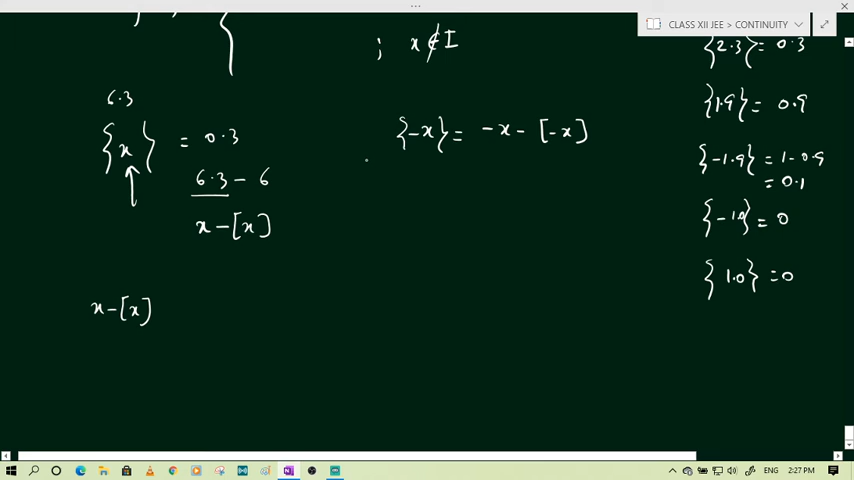 CLASS XII JEE > CONTINUITY
; x ∉ I
{2.3} = 0.3
6.3
{x} = 0.3
{-x} = -x - [-x]
{1.9} = 0.9
6.3 - 6
{-1.9} = 1-0.9
= 0.1
x - [x]
{-1.0} = 0
{1.0} = 0
x - [x]
ENG 2:27 PM